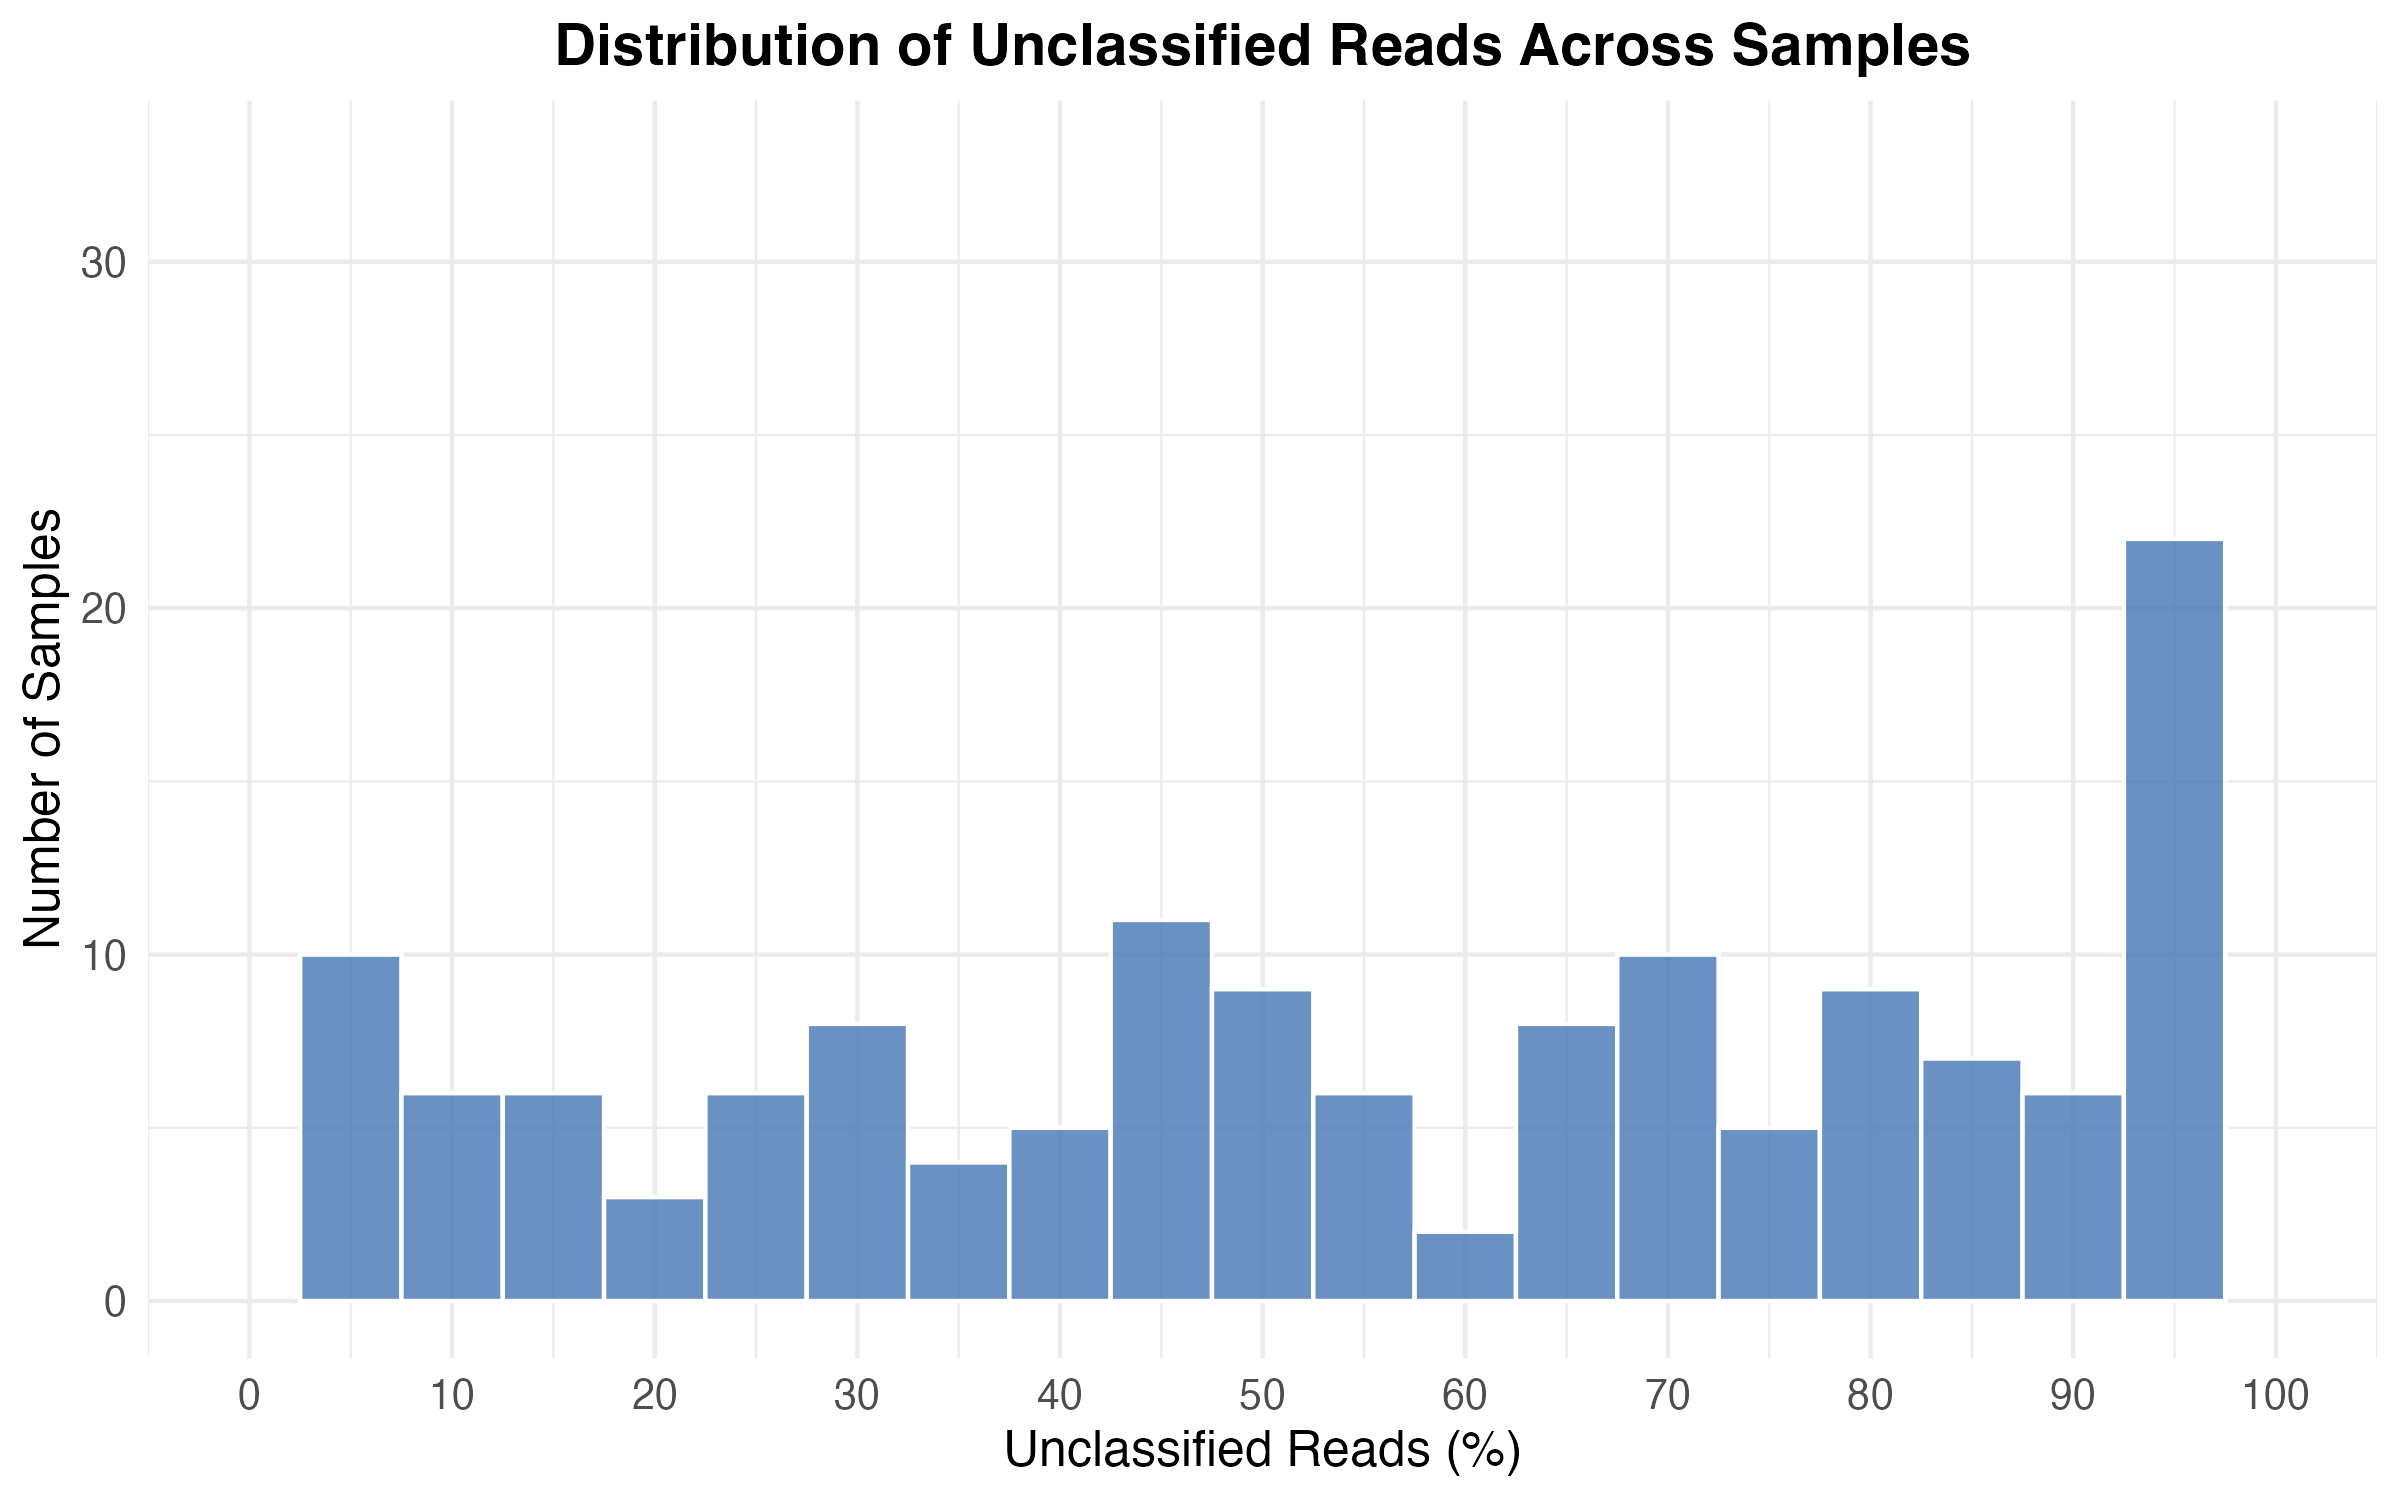 Distribution of Unclassified Reads Across Samples
Number of Samples
30
20
10
0
0 10 20 30 40 50 60 70 80 90 100
Unclassified Reads (%)